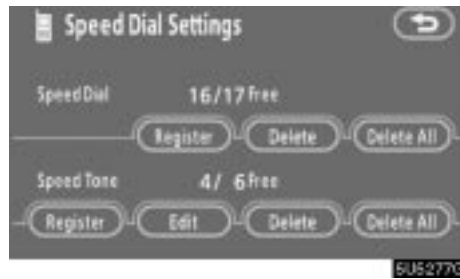 Speed Dial Settings
Speed Dial 16/17 Free
Register Delete Delete All
Speed Tone 4/ 6 Free
Register Edit Delete Delete All
5U5277G